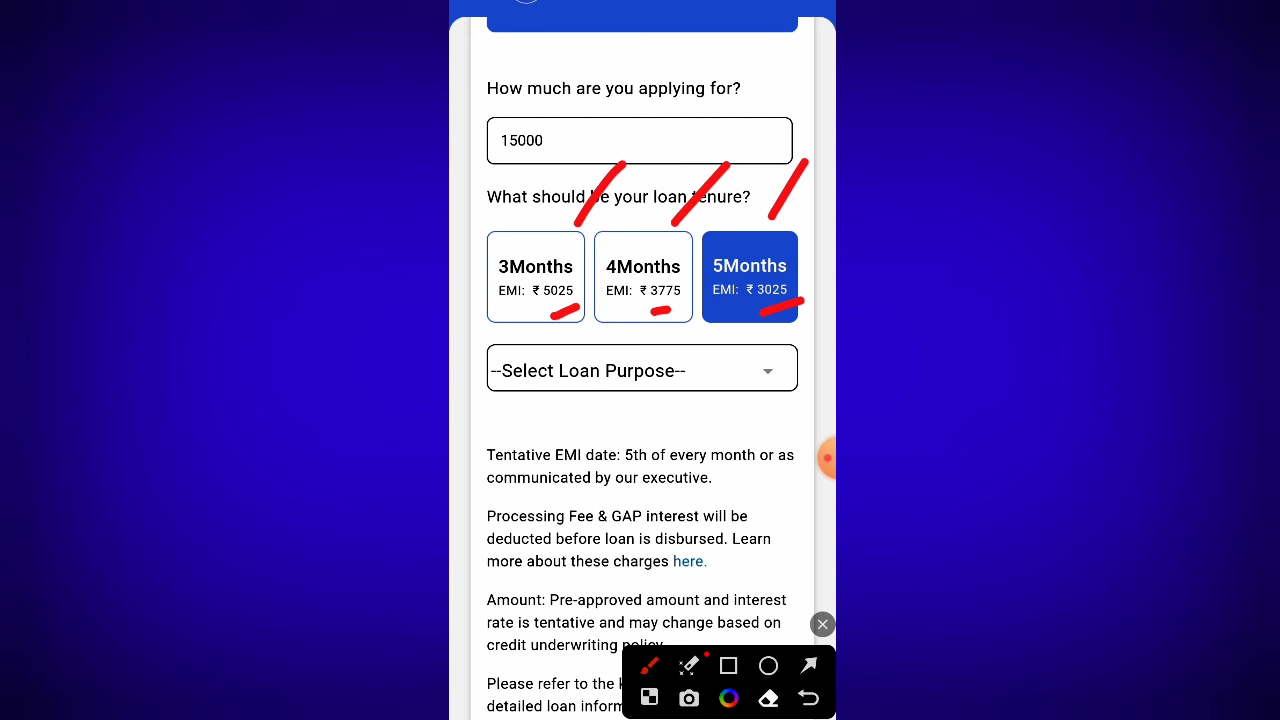 How much are you applying for?
15000
What should be your loan tenure?
3Months 4Months 5Months
EMI: ₹ 5025 EMI: ₹ 3775 EMI: ₹ 3025
--Select Loan Purpose--
Tentative EMI date: 5th of every month or as
communicated by our executive.
Processing Fee & GAP interest will be
deducted before loan is disbursed. Learn
more about these charges here.
Amount: Pre-approved amount and interest
rate is tentative and may change based on
credit underwriting policy
Please refer to the
detailed loan